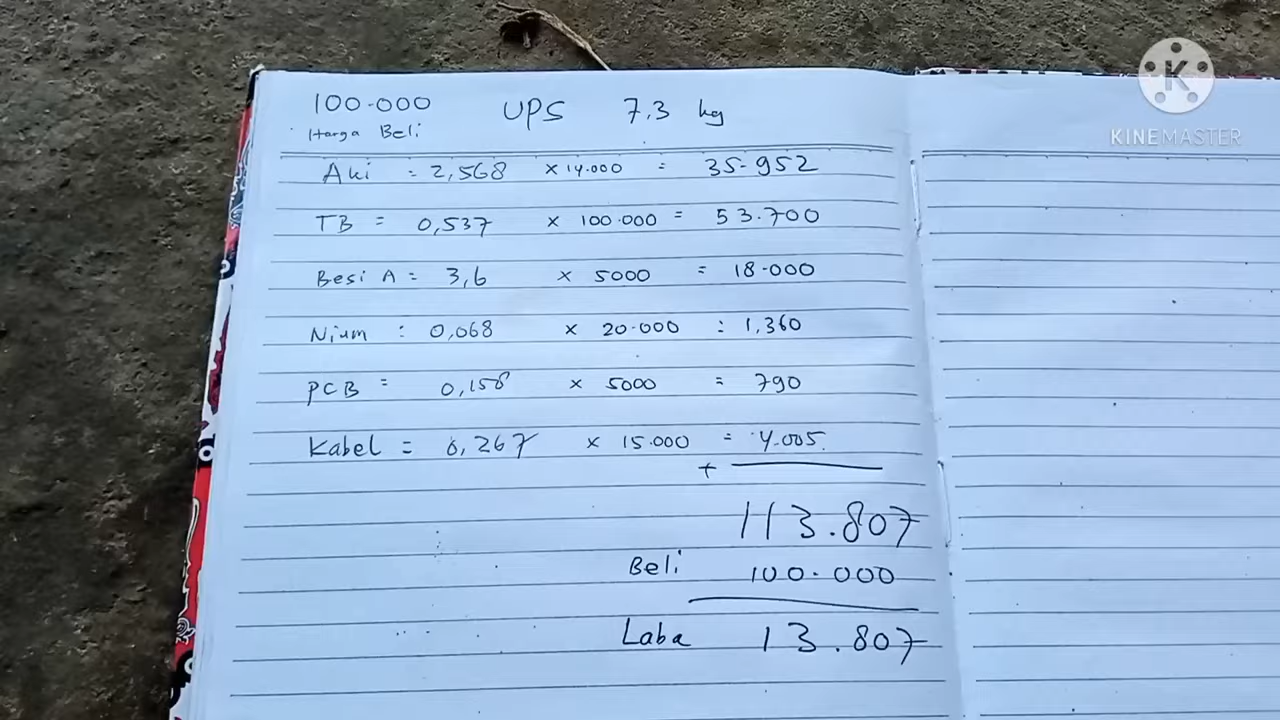 100.000 UPS 7.3 kg
Harga Beli
Aki = 2,568 x 14.000 = 35.952
TB = 0,537 x 100.000 = 53.700
Besi A = 3,6 x 5000 = 18.000
Nium = 0,068 x 20.000 = 1,360
PCB = 0,158 x 5000 = 790
Kabel = 0,267 x 15.000 = 4.005
+
113.807
Beli 100.000
Laba 13.807
KINEMASTER